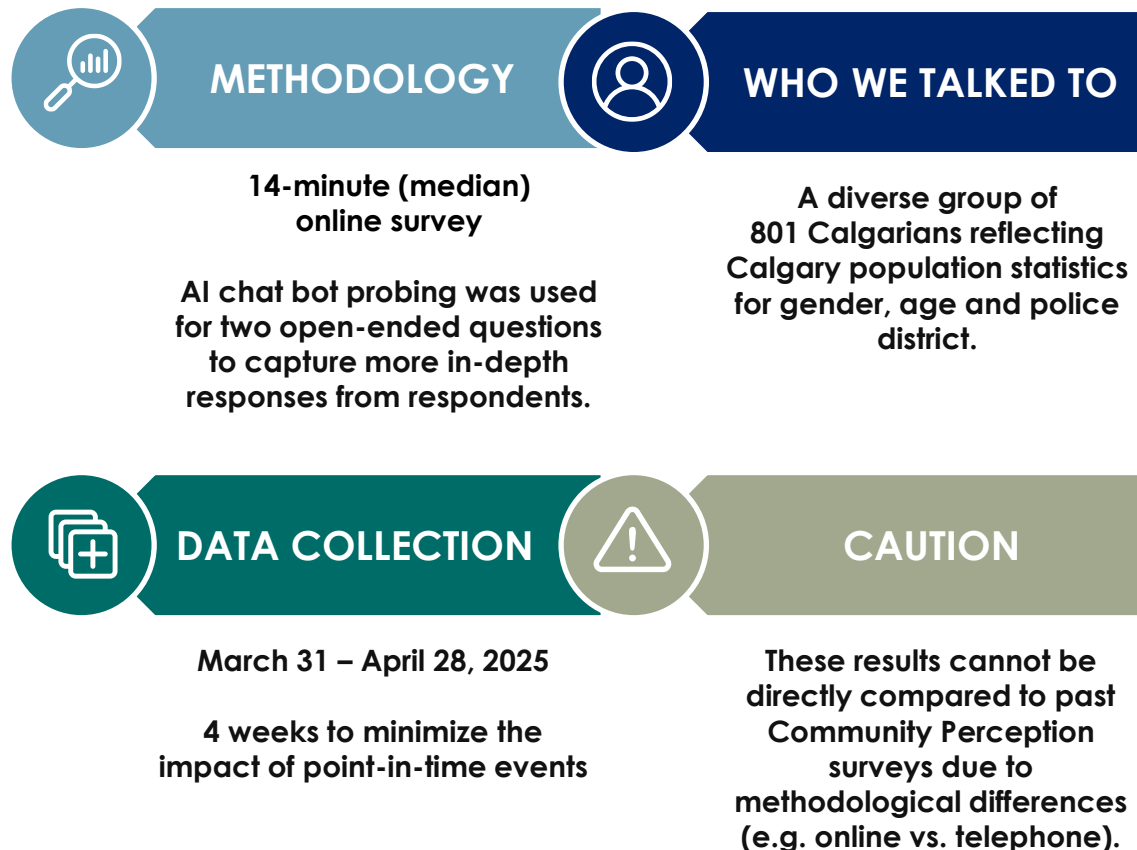 METHODOLOGY
14-minute (median)
online survey
AI chat bot probing was used
for two open-ended questions
to capture more in-depth
responses from respondents.
WHO WE TALKED TO
A diverse group of
801 Calgarians reflecting
Calgary population statistics
for gender, age and police
district.
DATA COLLECTION
March 31 – April 28, 2025
4 weeks to minimize the
impact of point-in-time events
CAUTION
These results cannot be
directly compared to past
Community Perception
surveys due to
methodological differences
(e.g. online vs. telephone).